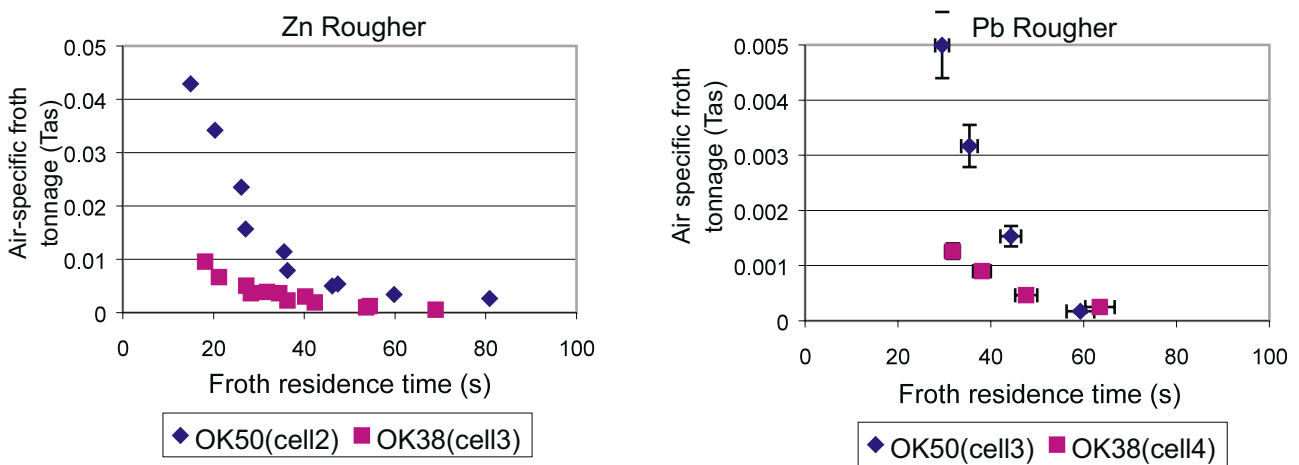 Zn Rougher
Air-specific froth
tonnage (Tas)
0.05
0.04
0.03
0.02
0.01
0
0 20 40 60 80 100
Froth residence time (s)
OK50(cell2) OK38(cell3)
Pb Rougher
Air specific froth
tonnage (Tas)
0.005
0.004
0.003
0.002
0.001
0
0 20 40 60 80 100
Froth residence time (s)
OK50(cell3) OK38(cell4)